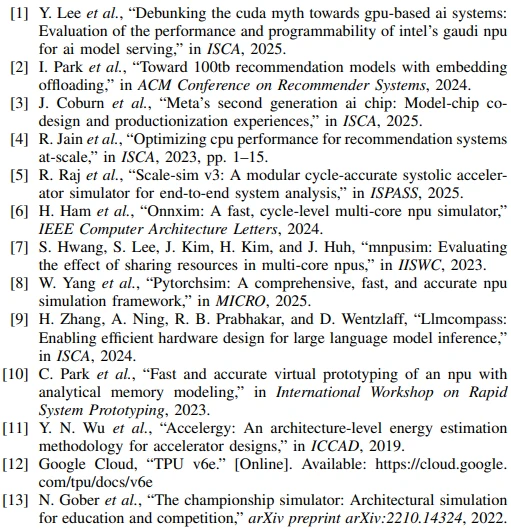 [1] Y. Lee et al., “Debunking the cuda myth towards gpu-based ai systems:
Evaluation of the performance and programmability of intel’s gaudi npu
for ai model serving,” in ISCA, 2025.
[2] I. Park et al., “Toward 100tb recommendation models with embedding
offloading,” in ACM Conference on Recommender Systems, 2024.
[3] J. Coburn et al., “Meta’s second generation ai chip: Model-chip co-
design and productionization experiences,” in ISCA, 2025.
[4] R. Jain et al., “Optimizing cpu performance for recommendation systems
at-scale,” in ISCA, 2023, pp. 1–15.
[5] R. Raj et al., “Scale-sim v3: A modular cycle-accurate systolic acceler-
ator simulator for end-to-end system analysis,” in ISPASS, 2025.
[6] H. Ham et al., “Onnxim: A fast, cycle-level multi-core npu simulator,”
IEEE Computer Architecture Letters, 2024.
[7] S. Hwang, S. Lee, J. Kim, H. Kim, and J. Huh, “mnpusim: Evaluating
the effect of sharing resources in multi-core npus,” in IISWC, 2023.
[8] W. Yang et al., “Pytorchsim: A comprehensive, fast, and accurate npu
simulation framework,” in MICRO, 2025.
[9] H. Zhang, A. Ning, R. B. Prabhakar, and D. Wentzlaff, “Llmcompass:
Enabling efficient hardware design for large language model inference,”
in ISCA, 2024.
[10] C. Park et al., “Fast and accurate virtual prototyping of an npu with
analytical memory modeling,” in International Workshop on Rapid
System Prototyping, 2023.
[11] Y. N. Wu et al., “Accelergy: An architecture-level energy estimation
methodology for accelerator designs,” in ICCAD, 2019.
[12] Google Cloud, “TPU v6e.” [Online]. Available: https://cloud.google.
com/tpu/docs/v6e
[13] N. Gober et al., “The championship simulator: Architectural simulation
for education and competition,” arXiv preprint arXiv:2210.14324, 2022.